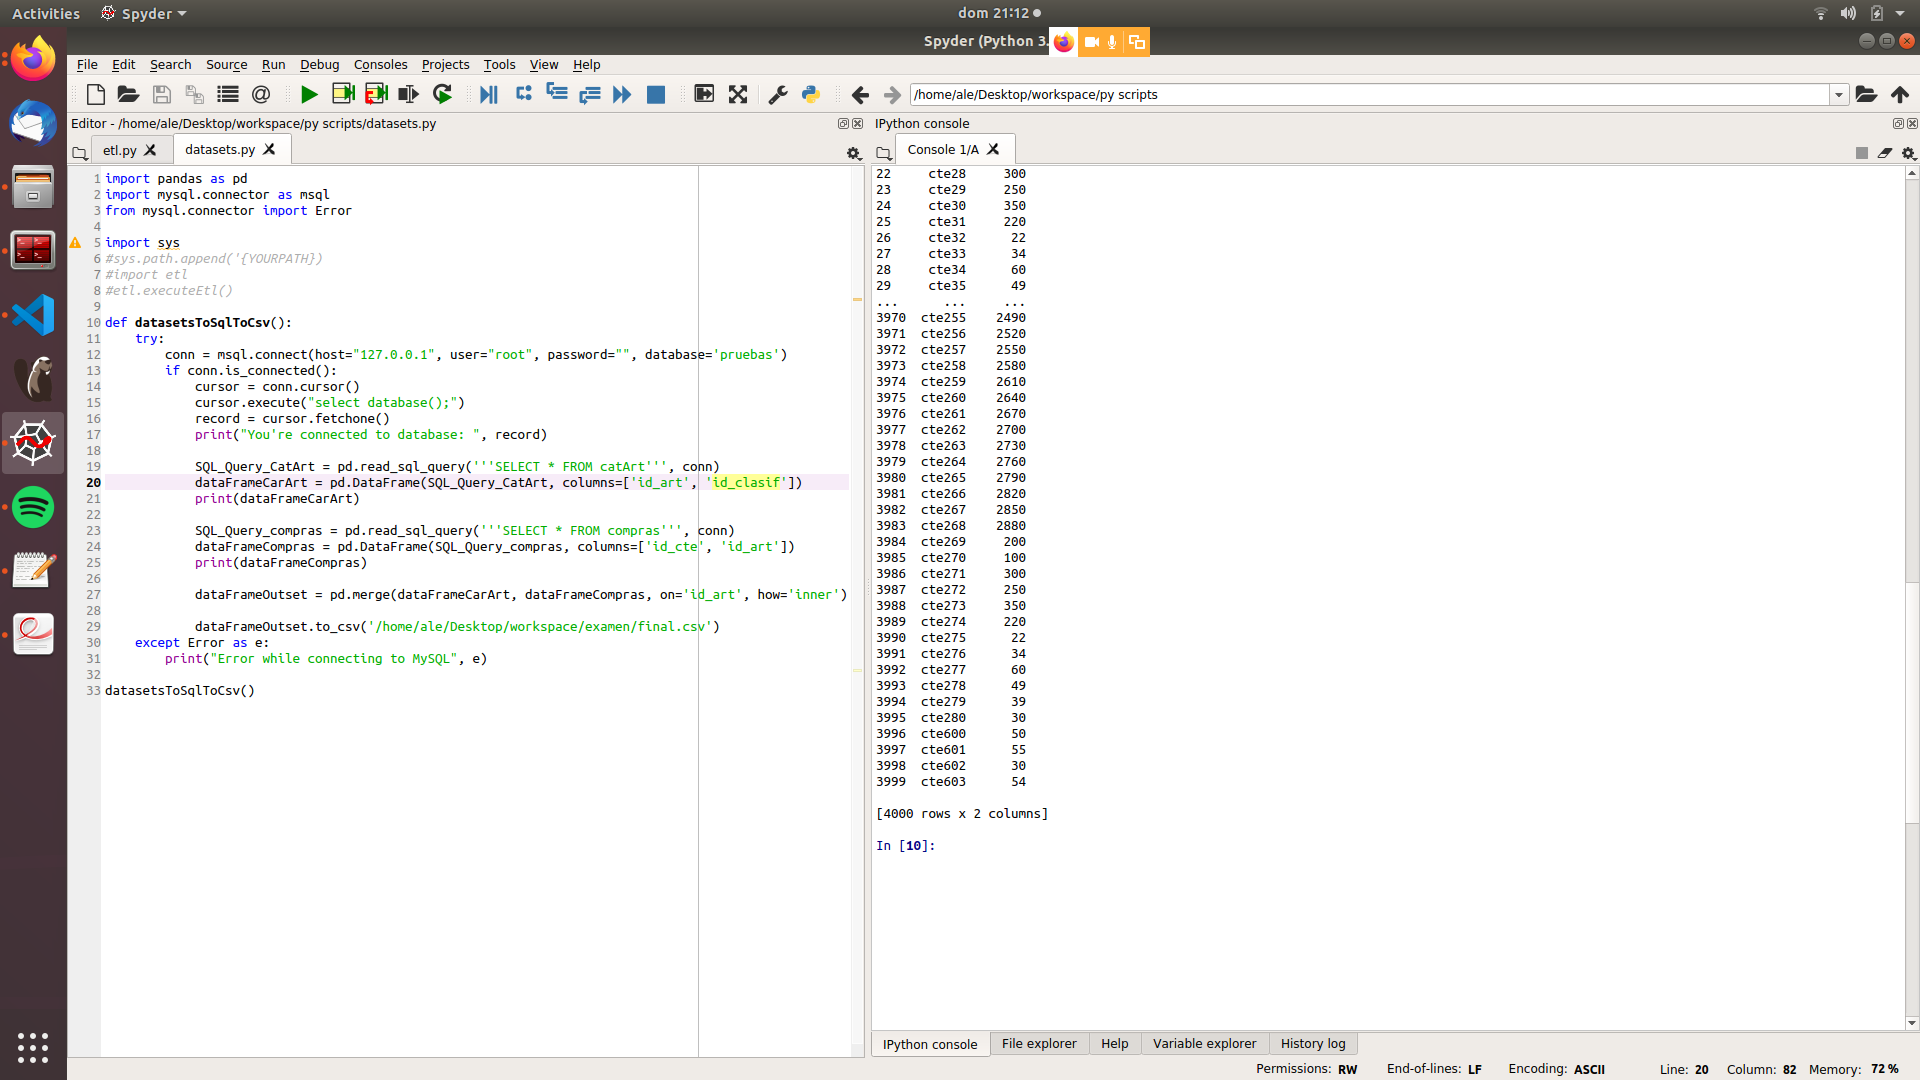 Activities Spyder dom 21:12
Spyder (Python 3.
File Edit Search Source Run Debug Consoles Projects Tools View Help
/home/ale/Desktop/workspace/py scripts
Editor - /home/ale/Desktop/workspace/py scripts/datasets.py
etl.py datasets.py
1 import pandas as pd
2 import mysql.connector as msql
3 from mysql.connector import Error
4
5 import sys
6 #sys.path.append('{YOURPATH})
7 #import etl
8 #etl.executeEtl()
9
10 def datasetsToSqlToCsv():
11 try:
12 conn = msql.connect(host="127.0.0.1", user="root", password="", database='pruebas')
13 if conn.is_connected():
14 cursor = conn.cursor()
15 cursor.execute("select database();")
16 record = cursor.fetchone()
17 print("You're connected to database: ", record)
18
19 SQL_Query_CatArt = pd.read_sql_query('''SELECT * FROM catArt''', conn)
20 dataFrameCarArt = pd.DataFrame(SQL_Query_CatArt, columns=['id_art', 'id_clasif'])
21 print(dataFrameCarArt)
22
23 SQL_Query_compras = pd.read_sql_query('''SELECT * FROM compras''', conn)
24 dataFrameCompras = pd.DataFrame(SQL_Query_compras, columns=['id_cte', 'id_art'])
25 print(dataFrameCompras)
26
27 dataFrameOutset = pd.merge(dataFrameCarArt, dataFrameCompras, on='id_art', how='inner')
28
29 dataFrameOutset.to_csv('/home/ale/Desktop/workspace/examen/final.csv')
30 except Error as e:
31 print("Error while connecting to MySQL", e)
32
33 datasetsToSqlToCsv()
IPython console
Console 1/A
22 cte28 300
23 cte29 250
24 cte30 350
25 cte31 220
26 cte32 22
27 cte33 34
28 cte34 60
29 cte35 49
... ... ...
3970 cte255 2490
3971 cte256 2520
3972 cte257 2550
3973 cte258 2580
3974 cte259 2610
3975 cte260 2640
3976 cte261 2670
3977 cte262 2700
3978 cte263 2730
3979 cte264 2760
3980 cte265 2790
3981 cte266 2820
3982 cte267 2850
3983 cte268 2880
3984 cte269 200
3985 cte270 100
3986 cte271 300
3987 cte272 250
3988 cte273 350
3989 cte274 220
3990 cte275 22
3991 cte276 34
3992 cte277 60
3993 cte278 49
3994 cte279 39
3995 cte280 30
3996 cte600 50
3997 cte601 55
3998 cte602 30
3999 cte603 54
[4000 rows x 2 columns]
In [10]:
IPython console File explorer Help Variable explorer History log
Permissions: RW End-of-lines: LF Encoding: ASCII Line: 20 Column: 82 Memory: 72 %